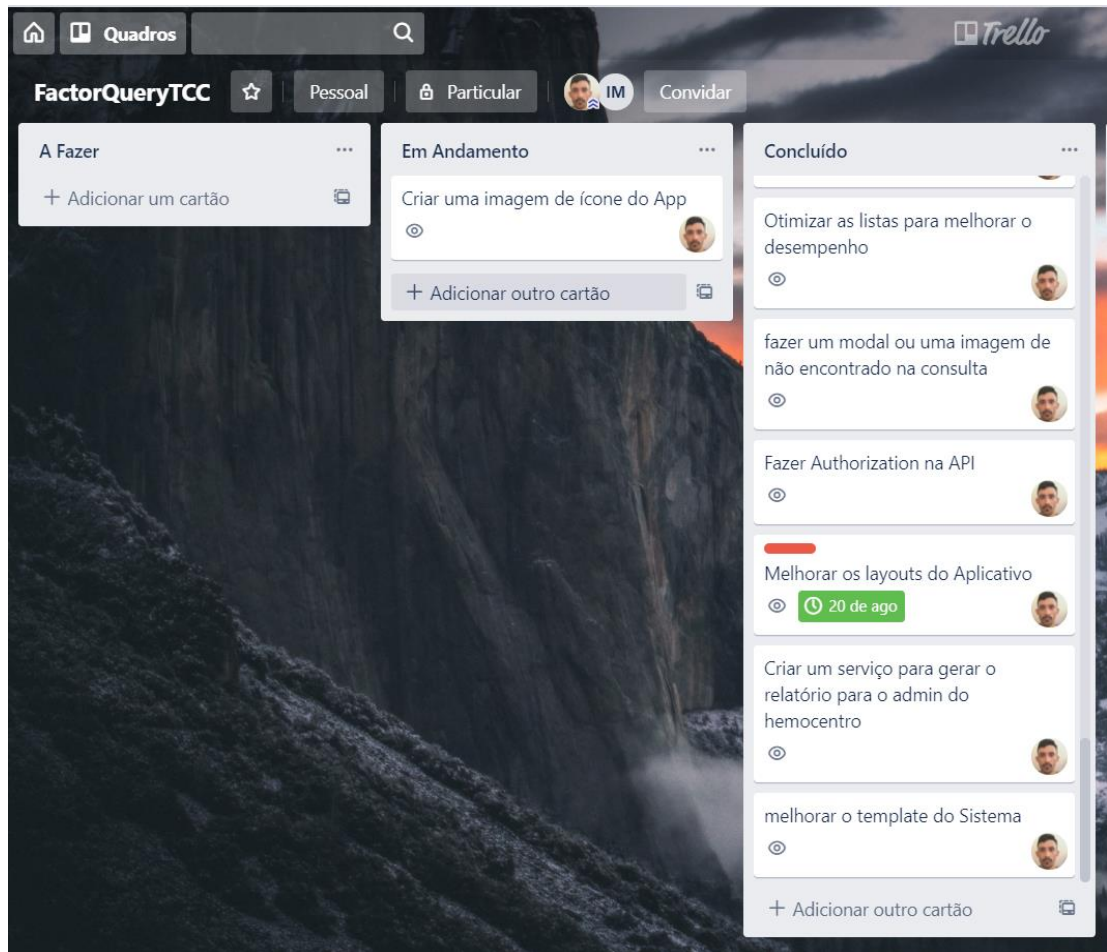 Quadros
Trello
FactorQueryTCC
Pessoal
Particular
IM
Convidar
A Fazer
+ Adicionar um cartão
Em Andamento
Criar uma imagem de ícone do App
+ Adicionar outro cartão
Concluído
Otimizar as listas para melhorar o
desempenho
fazer um modal ou uma imagem de
não encontrado na consulta
Fazer Authorization na API
Melhorar os layouts do Aplicativo
20 de ago
Criar um serviço para gerar o
relatório para o admin do
hemocentro
melhorar o template do Sistema
+ Adicionar outro cartão